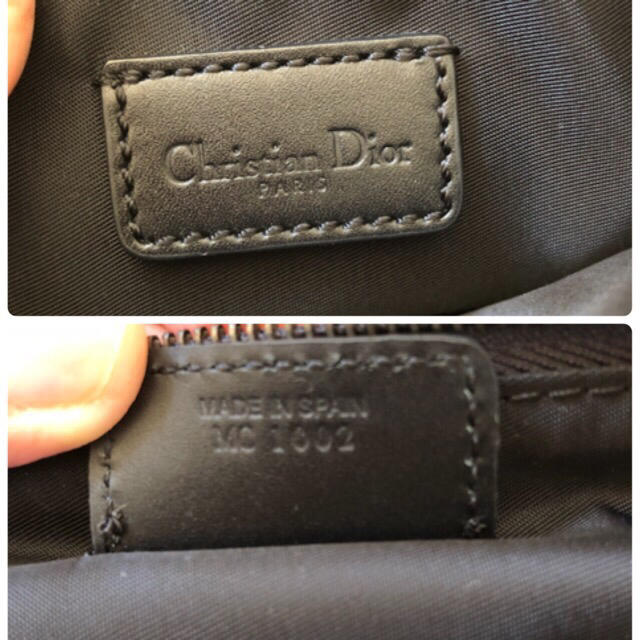 Christian Dior
PARIS
MADE IN SPAIN
MC 1002